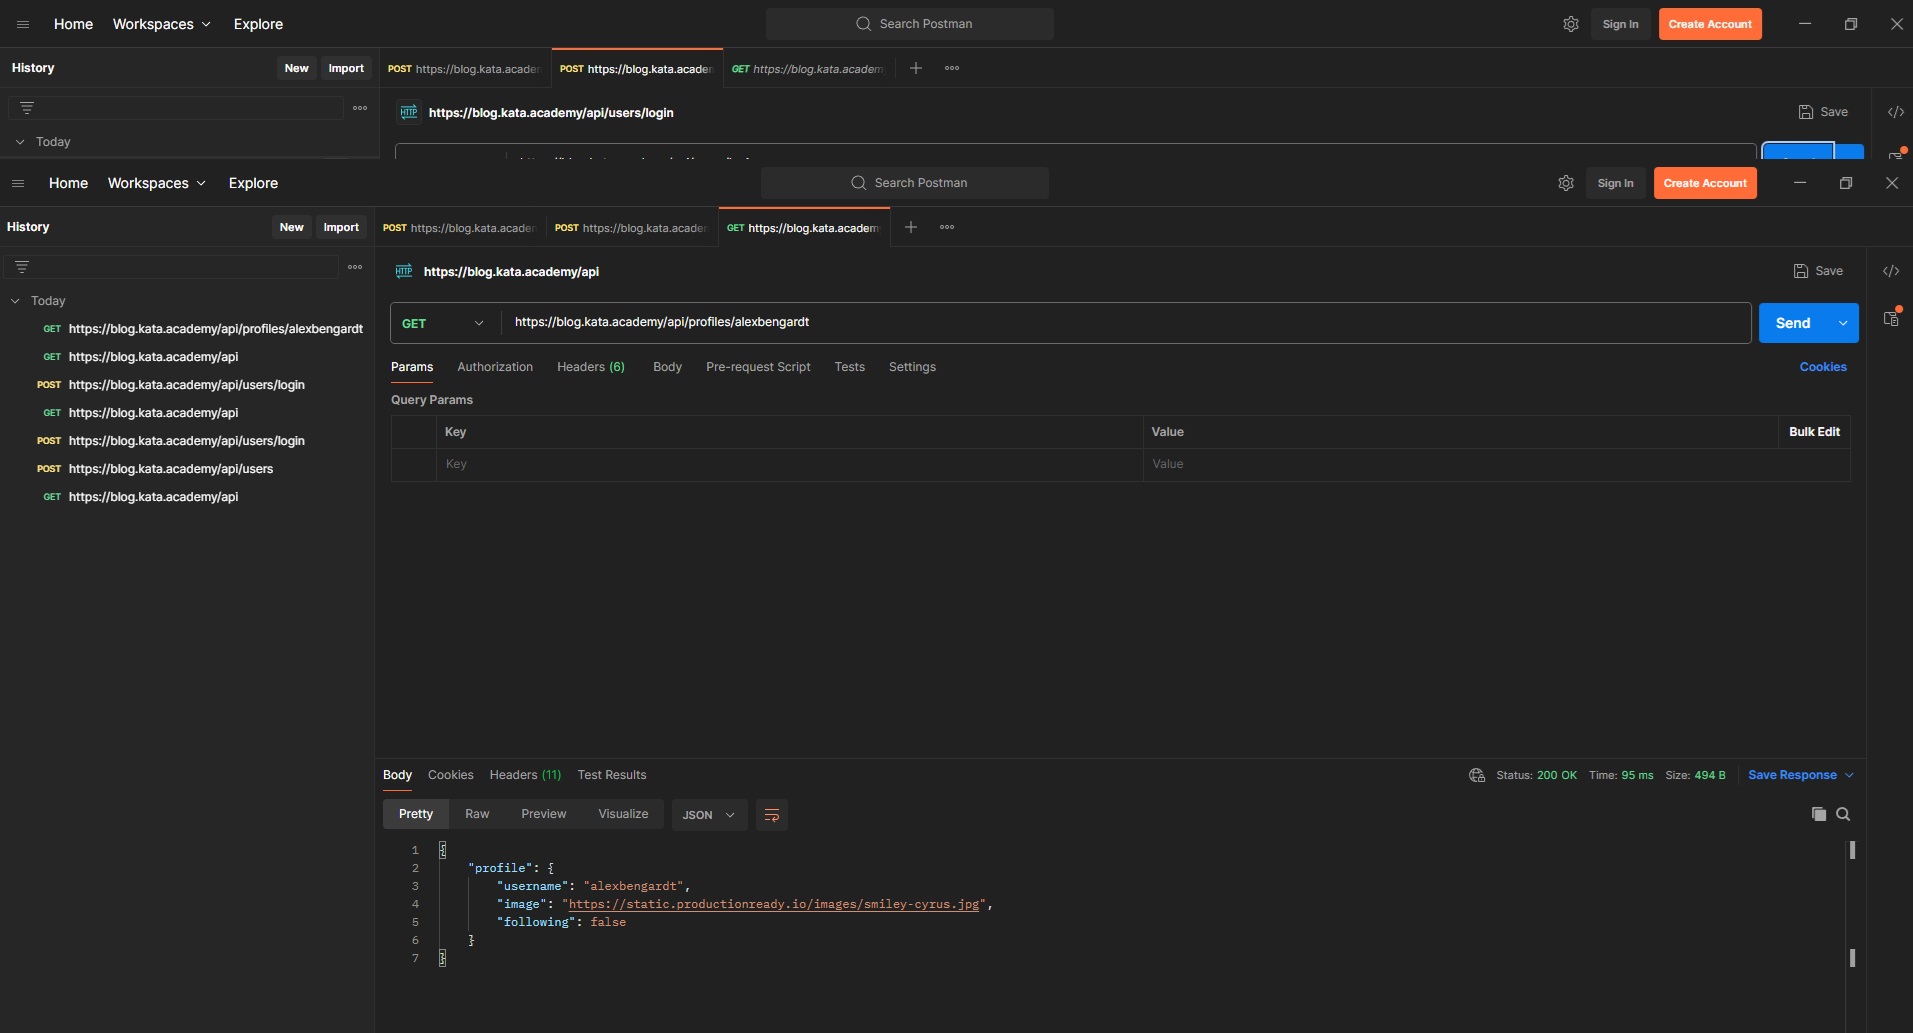 Home Workspaces Explore Search Postman Sign In Create Account
History New Import POST https://blog.kata.acader POST https://blog.kata.acaden GET https://blog.kata.academ
HTTP https://blog.kata.academy/api/users/login Save </>
Today
Home Workspaces Explore Search Postman Sign In Create Account
History New Import POST https://blog.kata.acader POST https://blog.kata.acader GET https://blog.kata.academ
HTTP https://blog.kata.academy/api Save </>
Today
GET https://blog.kata.academy/api/profiles/alexbengardt
GET https://blog.kata.academy/api
POST https://blog.kata.academy/api/users/login
GET https://blog.kata.academy/api
POST https://blog.kata.academy/api/users/login
POST https://blog.kata.academy/api/users
GET https://blog.kata.academy/api
GET https://blog.kata.academy/api/profiles/alexbengardt Send
Params Authorization Headers (6) Body Pre-request Script Tests Settings Cookies
Query Params
Key Value Bulk Edit
Key Value
Body Cookies Headers (11) Test Results Status: 200 OK Time: 95 ms Size: 494 B Save Response
Pretty Raw Preview Visualize JSON
1 {
2 "profile": {
3 "username": "alexbengardt",
4 "image": "https://static.productionready.io/images/smiley-cyrus.jpg",
5 "following": false
6 }
7 }